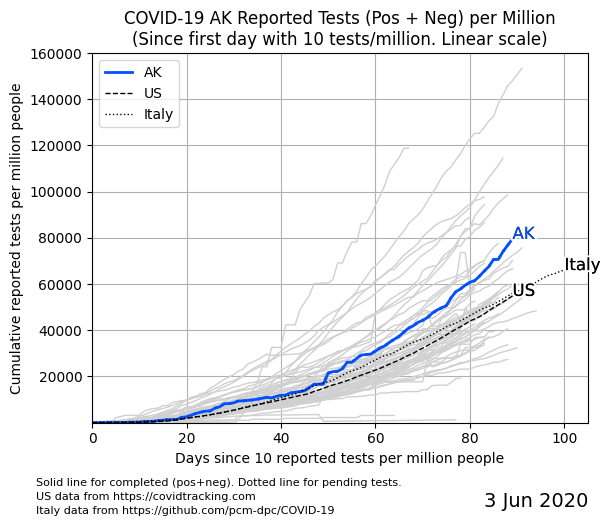 COVID-19 AK Reported Tests (Pos + Neg) per Million
(Since first day with 10 tests/million. Linear scale)
160000
140000
120000
100000
80000
60000
40000
20000
Cumulative reported tests per million people
AK
US
Italy
AK
Italy
US
0
20
40
60
80
100
Days since 10 reported tests per million people
Solid line for completed (pos+neg). Dotted line for pending tests.
US data from https://covidtracking.com
Italy data from https://github.com/pcm-dpc/COVID-19
3 Jun 2020